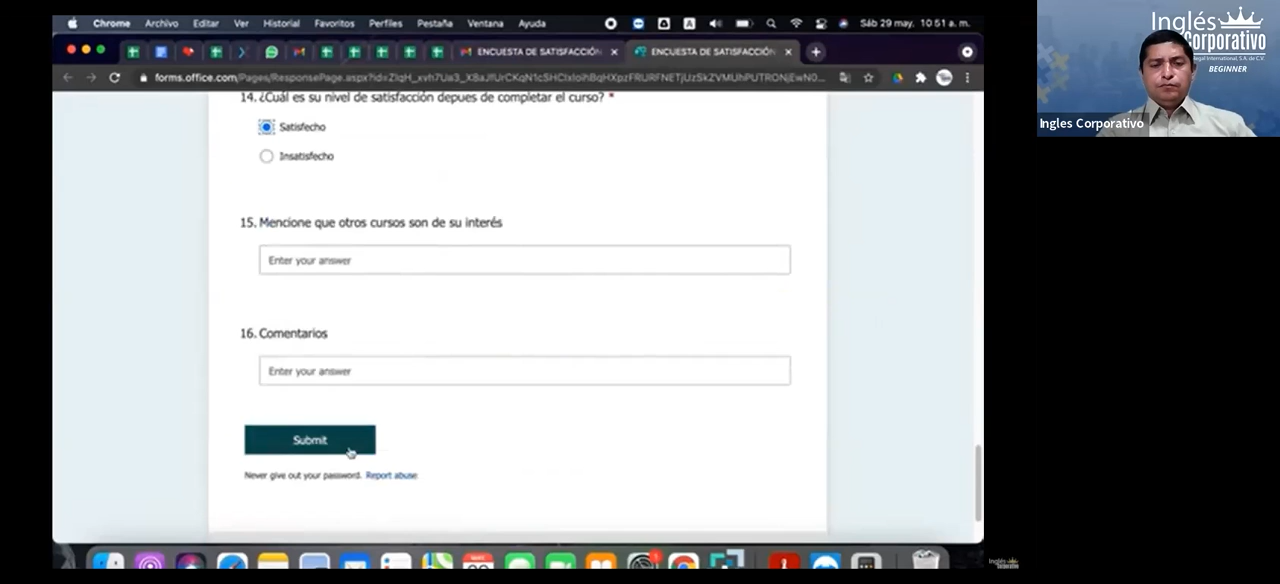 Chrome Archivo Editar Ver Historial Favoritos Perfiles Pestaña Ventana Ayuda
Sáb 29 may. 10 51 a. m.
ENCUESTA DE SATISFACCIÓN
ENCUESTA DE SATISFACCIÓN
14. ¿Cuál es su nivel de satisfacción depues de completar el curso? *
Satisfecho
Insatisfecho
15. Mencione que otros cursos son de su interés
Enter your answer
16. Comentarios
Enter your answer
Submit
Never give out your password. Report abuse
Inglés
Corporativo
BEGINNER
Ingles Corporativo